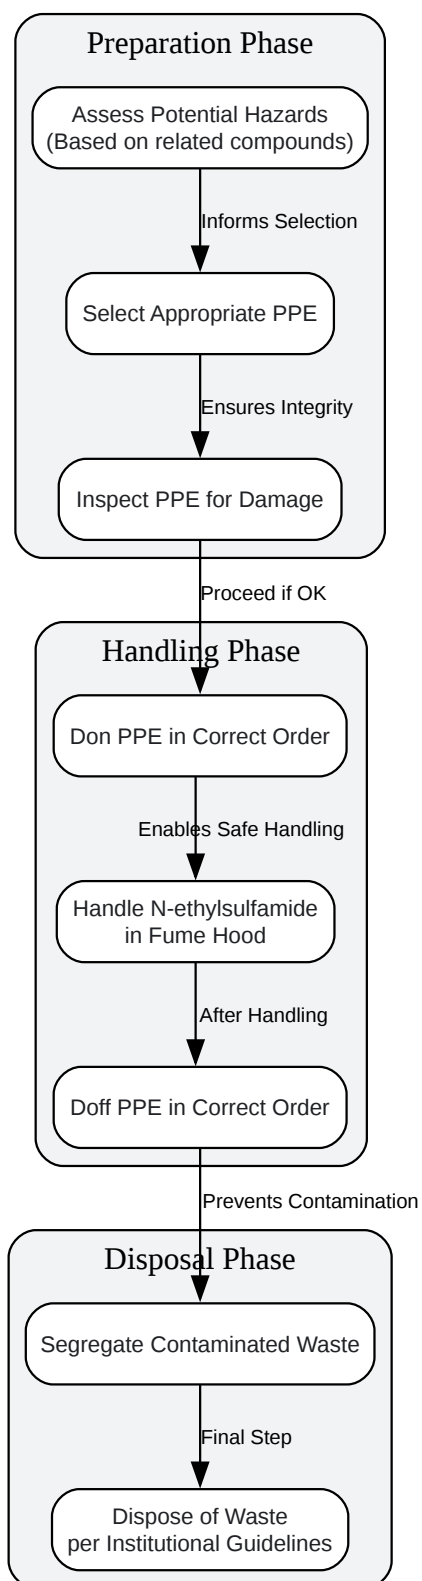 Preparation Phase
Assess Potential Hazards
(Based on related compounds)
Informs Selection
Select Appropriate PPE
Ensures Integrity
Inspect PPE for Damage
Proceed if OK
Handling Phase
Don PPE in Correct Order
Enables Safe Handling
Handle N-ethylsulfamide
in Fume Hood
After Handling
Doff PPE in Correct Order
Prevents Contamination
Disposal Phase
Segregate Contaminated Waste
Final Step
Dispose of Waste
per Institutional Guidelines